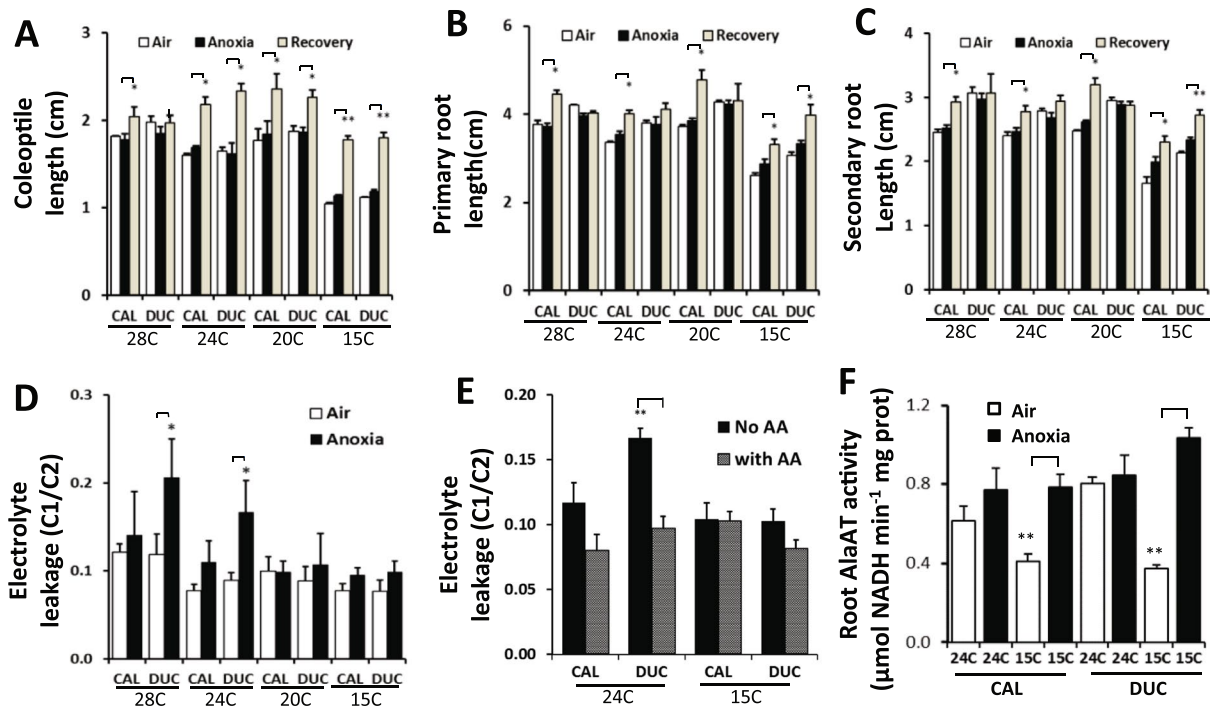 A
Air Anoxia Recovery
Coleoptile
length (cm)
3
2
1
0
* * * * * ** **
CAL DUC CAL DUC CAL DUC CAL DUC
28C 24C 20C 15C
B
Air Anoxia Recovery
Primary root
length(cm)
6
4
2
0
* * * * *
CAL DUC CAL DUC CAL DUC CAL DUC
28C 24C 20C 15C
C
Air Anoxia Recovery
Secondary root
Length (cm)
4
3
2
1
0
* * * * **
CAL DUC CAL DUC CAL DUC CAL DUC
28C 24C 20C 15C
D
Air
Anoxia
Electrolyte
leakage (C1/C2)
0.3
0.2
0.1
0.0
* *
CAL DUC CAL DUC CAL DUC CAL DUC
28C 24C 20C 15C
E
No AA
with AA
Electrolyte
leakage (C1/C2)
0.20
0.15
0.10
0.05
0.00
**
CAL DUC CAL DUC
24C 15C
F
Air
Anoxia
Root AlaAT activity
(μmol NADH min⁻¹ mg prot)
1.2
0.8
0.4
0.0
** **
24C 24C 15C 15C 24C 24C 15C 15C
CAL DUC